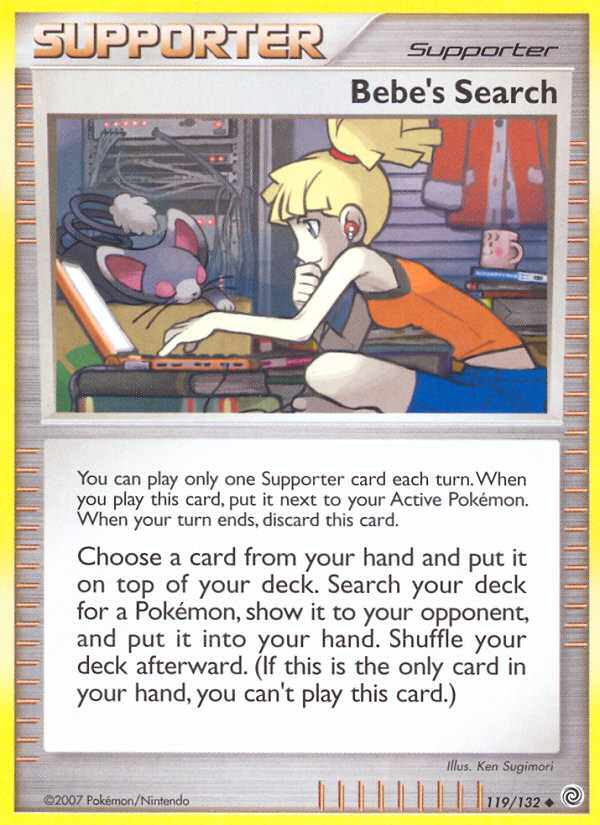 SUPPORTER
Supporter
Bebe's Search
You can play only one Supporter card each turn. When
you play this card, put it next to your Active Pokémon.
When your turn ends, discard this card.
Choose a card from your hand and put it
on top of your deck. Search your deck
for a Pokémon, show it to your opponent,
and put it into your hand. Shuffle your
deck afterward. (If this is the only card in
your hand, you can't play this card.)
Illus. Ken Sugimori
©2007 Pokémon/Nintendo
119/132